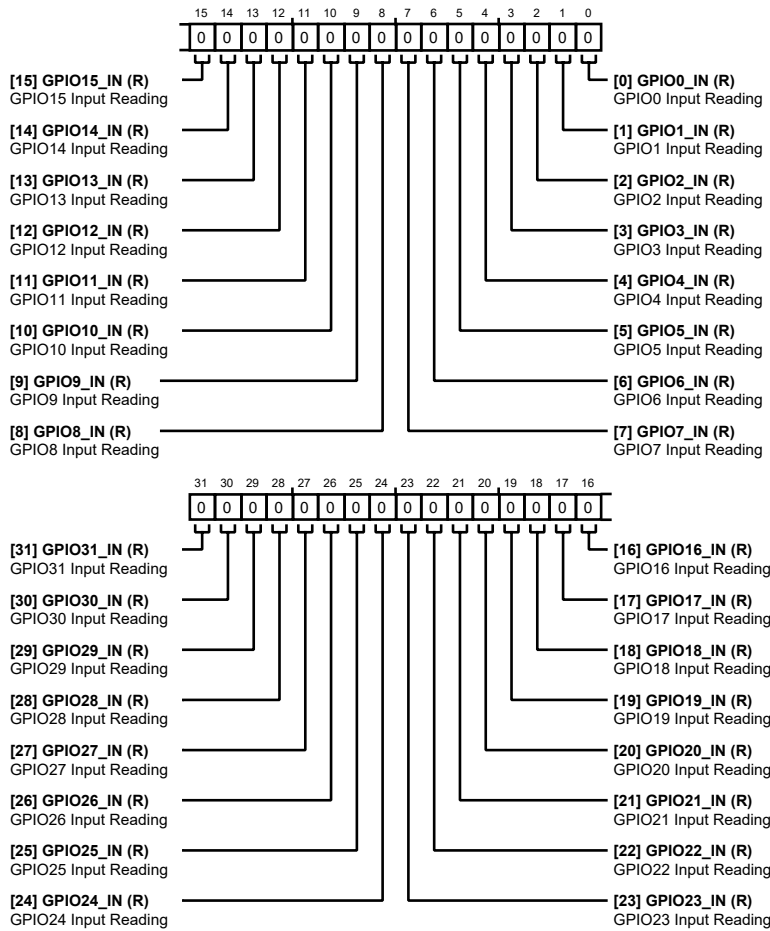 15 14 13 12 11 10 9 8 7 6 5 4 3 2 1 0
0 0 0 0 0 0 0 0 0 0 0 0 0 0 0 0
[15] GPIO15_IN (R)
GPIO15 Input Reading
[14] GPIO14_IN (R)
GPIO14 Input Reading
[13] GPIO13_IN (R)
GPIO13 Input Reading
[12] GPIO12_IN (R)
GPIO12 Input Reading
[11] GPIO11_IN (R)
GPIO11 Input Reading
[10] GPIO10_IN (R)
GPIO10 Input Reading
[9] GPIO9_IN (R)
GPIO9 Input Reading
[8] GPIO8_IN (R)
GPIO8 Input Reading
[0] GPIO0_IN (R)
GPIO0 Input Reading
[1] GPIO1_IN (R)
GPIO1 Input Reading
[2] GPIO2_IN (R)
GPIO2 Input Reading
[3] GPIO3_IN (R)
GPIO3 Input Reading
[4] GPIO4_IN (R)
GPIO4 Input Reading
[5] GPIO5_IN (R)
GPIO5 Input Reading
[6] GPIO6_IN (R)
GPIO6 Input Reading
[7] GPIO7_IN (R)
GPIO7 Input Reading
31 30 29 28 27 26 25 24 23 22 21 20 19 18 17 16
0 0 0 0 0 0 0 0 0 0 0 0 0 0 0 0
[31] GPIO31_IN (R)
GPIO31 Input Reading
[30] GPIO30_IN (R)
GPIO30 Input Reading
[29] GPIO29_IN (R)
GPIO29 Input Reading
[28] GPIO28_IN (R)
GPIO28 Input Reading
[27] GPIO27_IN (R)
GPIO27 Input Reading
[26] GPIO26_IN (R)
GPIO26 Input Reading
[25] GPIO25_IN (R)
GPIO25 Input Reading
[24] GPIO24_IN (R)
GPIO24 Input Reading
[16] GPIO16_IN (R)
GPIO16 Input Reading
[17] GPIO17_IN (R)
GPIO17 Input Reading
[18] GPIO18_IN (R)
GPIO18 Input Reading
[19] GPIO19_IN (R)
GPIO19 Input Reading
[20] GPIO20_IN (R)
GPIO20 Input Reading
[21] GPIO21_IN (R)
GPIO21 Input Reading
[22] GPIO22_IN (R)
GPIO22 Input Reading
[23] GPIO23_IN (R)
GPIO23 Input Reading